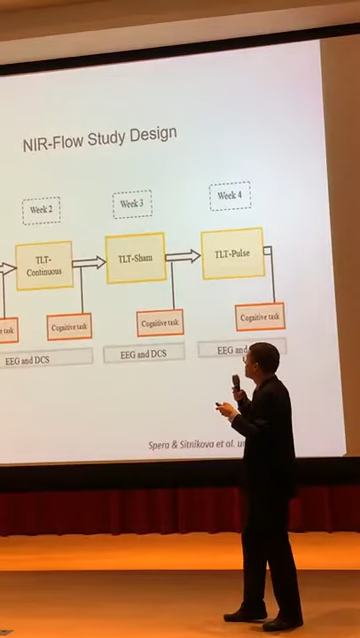 NIR-Flow Study Design
Week 2
Week 3
Week 4
TLT-
Continuous
TLT-Sham
TLT-Pulse
task
Cognitive task
Cognitive task
Cognitive task
EEG and DCS
EEG and DCS
EEG and
Spera & Sitnikova et al.